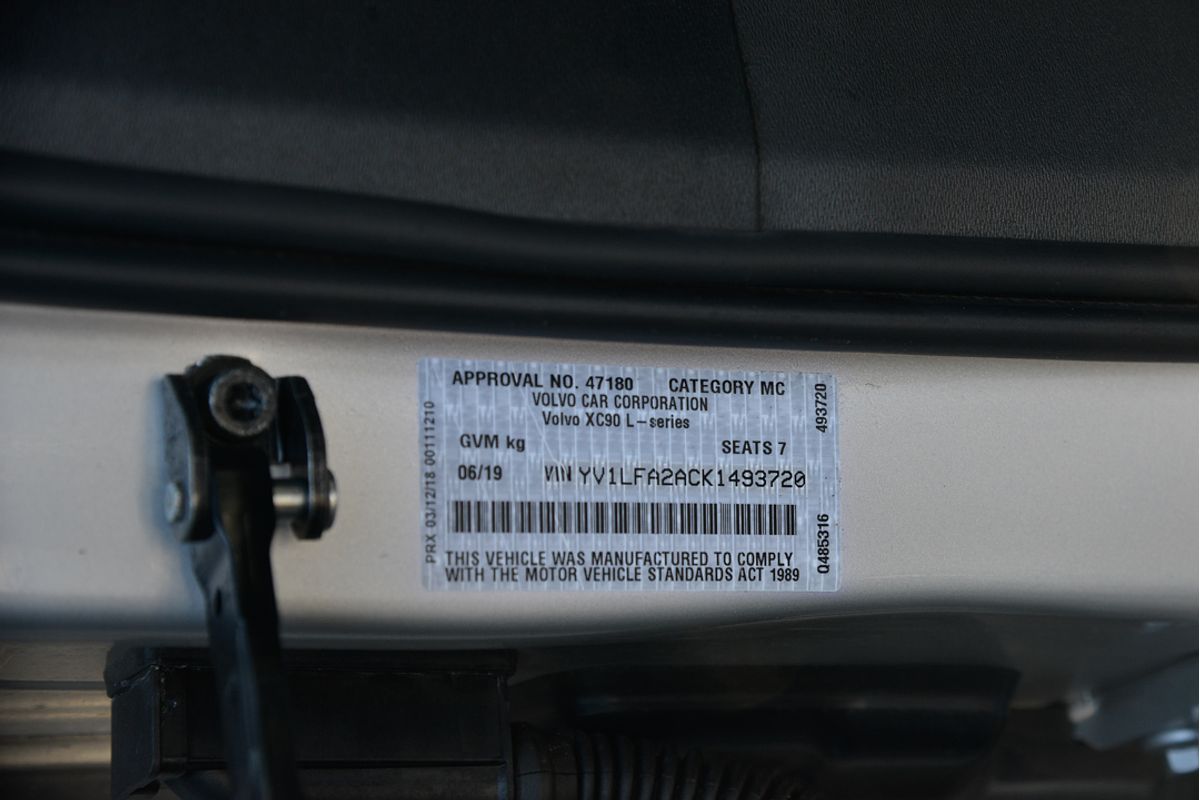 APPROVAL NO. 47180 CATEGORY MC
VOLVO CAR CORPORATION
Volvo XC90 L-series
GVM kg SEATS 7
06/19 VIN YV1LFA2ACK1493720
THIS VEHICLE WAS MANUFACTURED TO COMPLY
WITH THE MOTOR VEHICLE STANDARDS ACT 1989
PRX 03/12/18 00111210
493720
Q485316